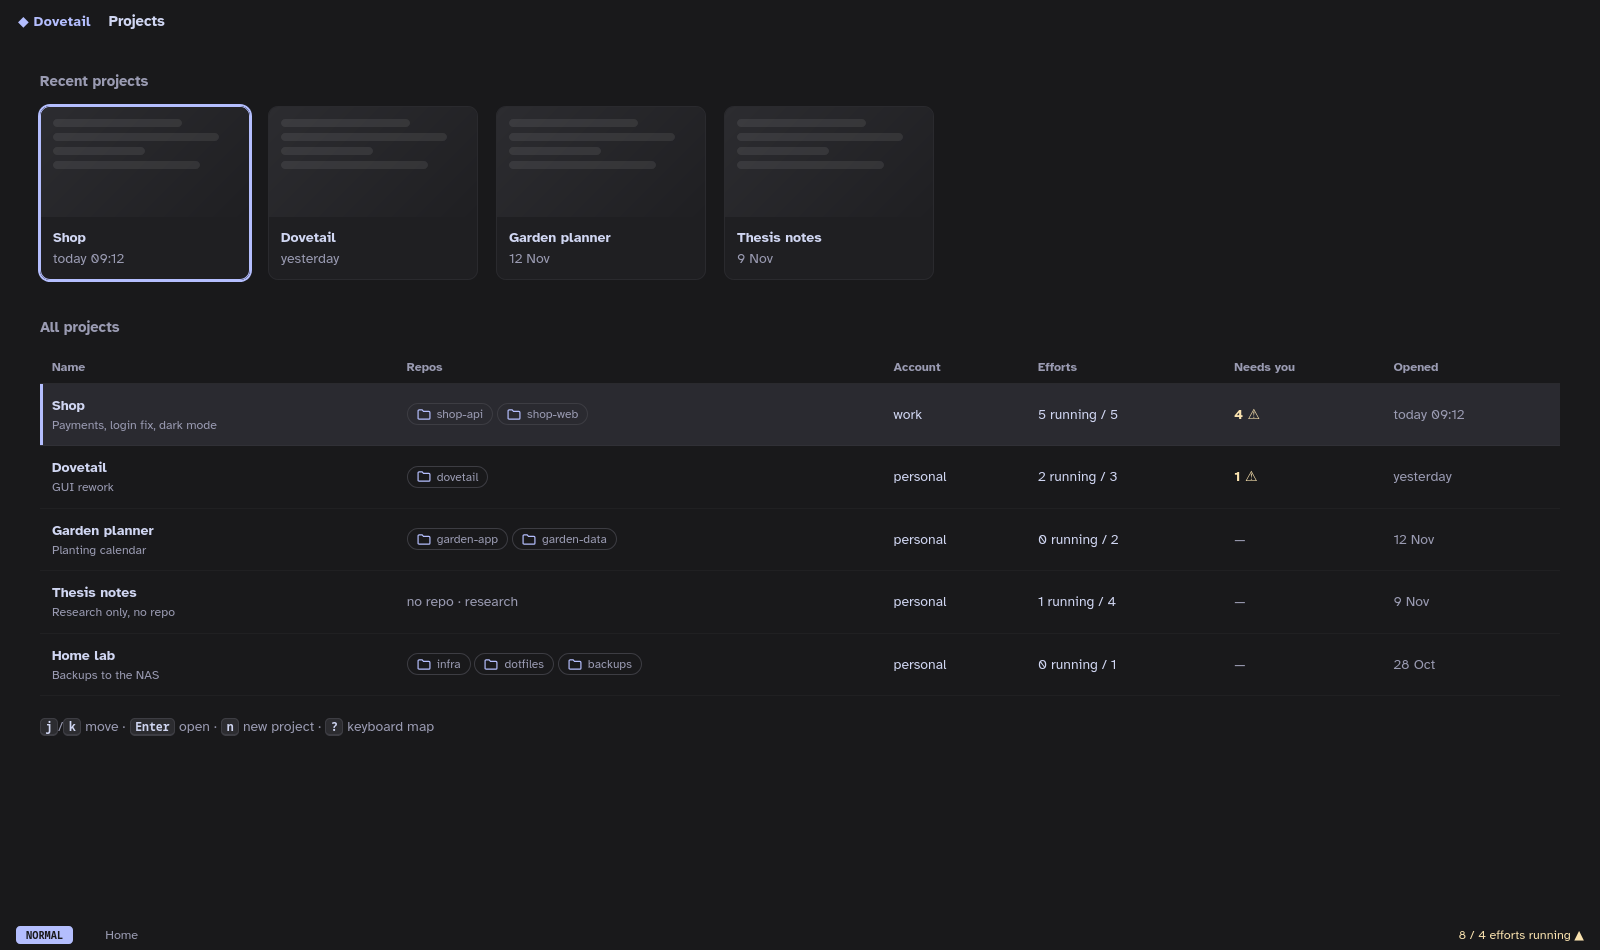 ◆ Dovetail Projects
Recent projects
Shop
today 09:12
Dovetail
yesterday
Garden planner
12 Nov
Thesis notes
9 Nov
All projects
Name Repos Account Efforts Needs you Opened
Shop
Payments, login fix, dark mode
shop-api shop-web work 5 running / 5 4 ⚠ today 09:12
Dovetail
GUI rework
dovetail personal 2 running / 3 1 ⚠ yesterday
Garden planner
Planting calendar
garden-app garden-data personal 0 running / 2 — 12 Nov
Thesis notes
Research only, no repo
no repo · research personal 1 running / 4 — 9 Nov
Home lab
Backups to the NAS
infra dotfiles backups personal 0 running / 1 — 28 Oct
j/k move · Enter open · n new project · ? keyboard map
NORMAL Home 8 / 4 efforts running ▲